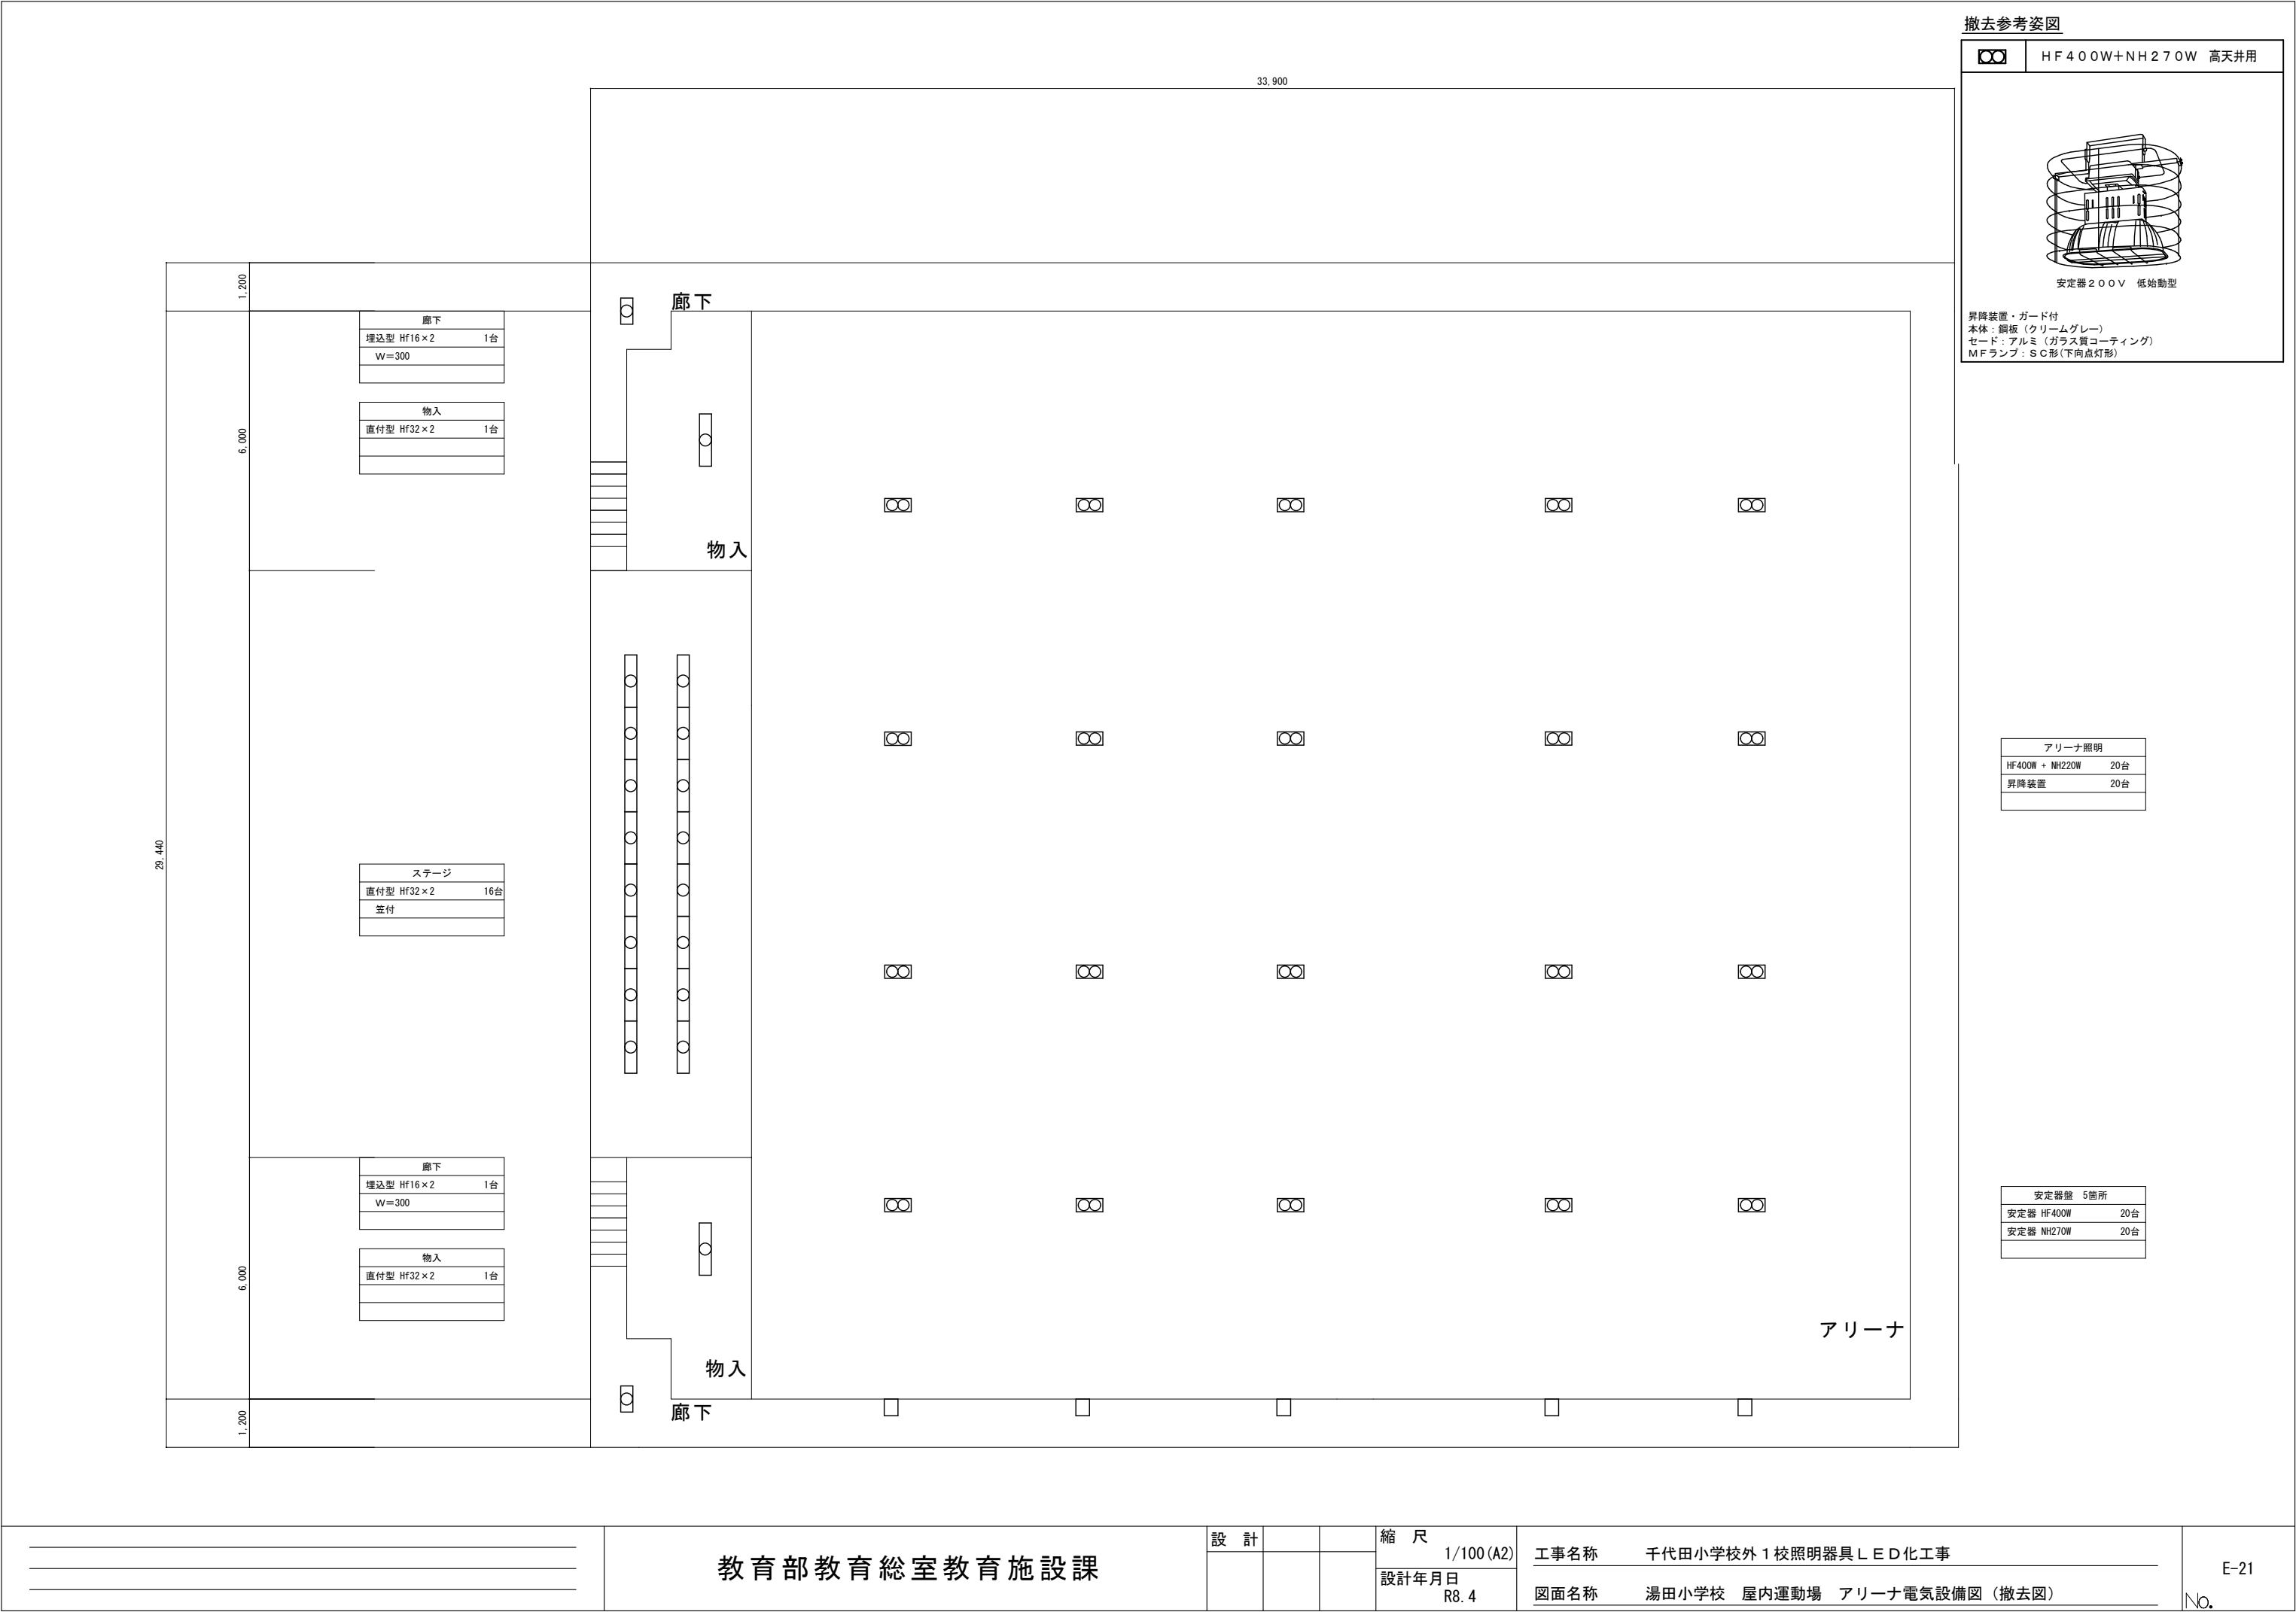 撤去参考姿図
HF400W+NH270W 高天井用
安定器200V 低始動型
昇降装置・ガード付
本体：鋼板（クリームグレー）
セード：アルミ（ガラス質コーティング）
MFランプ：SC形(下向点灯形)
33,900
1,200
6,000
29,440
6,000
1,200
廊下
埋込型 Hf16×2 1台
W=300
物入
直付型 Hf32×2 1台
ステージ
直付型 Hf32×2 16台
笠付
廊下
埋込型 Hf16×2 1台
W=300
物入
直付型 Hf32×2 1台
廊下
物入
物入
廊下
アリーナ
アリーナ照明
HF400W + NH220W 20台
昇降装置 20台
安定器盤 5箇所
安定器 HF400W 20台
安定器 NH270W 20台
教育部教育総室教育施設課
設 計
縮 尺
1/100(A2)
設計年月日
R8.4
工事名称 千代田小学校外１校照明器具ＬＥＤ化工事
図面名称 湯田小学校 屋内運動場 アリーナ電気設備図（撤去図）
E-21
No.